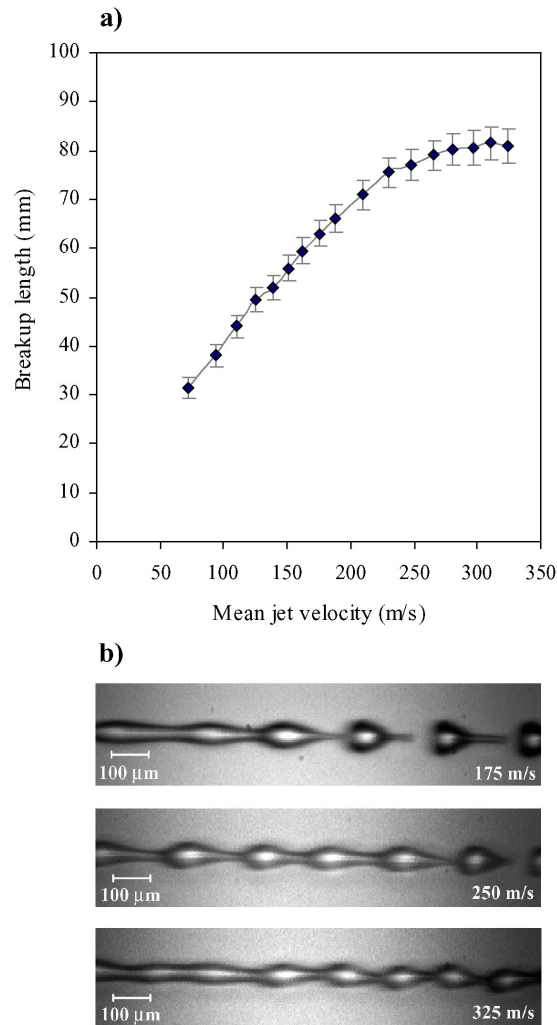 a)
100
90
80
70
60
50
40
30
20
10
0
Breakup length (mm)
0 50 100 150 200 250 300 350
Mean jet velocity (m/s)
b)
100 µm 175 m/s
100 µm 250 m/s
100 µm 325 m/s